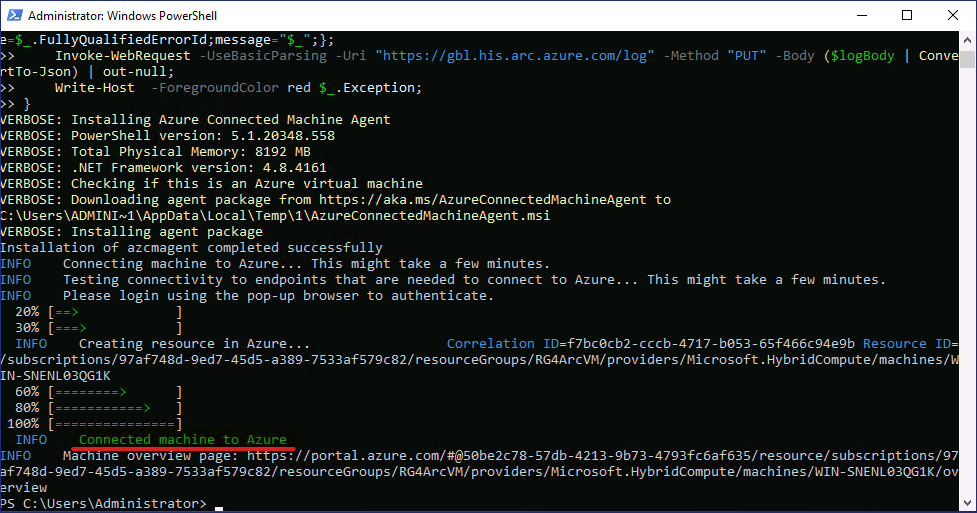 Administrator: Windows PowerShell
e=$_.FullyQualifiedErrorId;message="$_";};
>>     Invoke-WebRequest -UseBasicParsing -Uri "https://gbl.his.arc.azure.com/log" -Method "PUT" -Body ($logBody | Conve
rtTo-Json) | out-null;
>>     Write-Host  -ForegroundColor red $_.Exception;
>> }
VERBOSE: Installing Azure Connected Machine Agent
VERBOSE: PowerShell version: 5.1.20348.558
VERBOSE: Total Physical Memory: 8192 MB
VERBOSE: .NET Framework version: 4.8.4161
VERBOSE: Checking if this is an Azure virtual machine
VERBOSE: Downloading agent package from https://aka.ms/AzureConnectedMachineAgent to
C:\Users\ADMINI~1\AppData\Local\Temp\1\AzureConnectedMachineAgent.msi
VERBOSE: Installing agent package
Installation of azcmagent completed successfully
INFO    Connecting machine to Azure... This might take a few minutes.
INFO    Testing connectivity to endpoints that are needed to connect to Azure... This might take a few minutes.
INFO    Please login using the pop-up browser to authenticate.
  20% [==>            ]
  30% [===>           ]
  INFO    Creating resource in Azure...                 Correlation ID=f7bc0cb2-cccb-4717-b053-65f466c94e9b Resource ID=
/subscriptions/97af748d-9ed7-45d5-a389-7533af579c82/resourceGroups/RG4ArcVM/providers/Microsoft.HybridCompute/machines/W
IN-SNENL03QG1K
  60% [========>      ]
  80% [===========>   ]
 100% [===============]
  INFO    Connected machine to Azure
INFO    Machine overview page: https://portal.azure.com/#@50be2c78-57db-4213-9b73-4793fc6af635/resource/subscriptions/97
af748d-9ed7-45d5-a389-7533af579c82/resourceGroups/RG4ArcVM/providers/Microsoft.HybridCompute/machines/WIN-SNENL03QG1K/ov
erview
PS C:\Users\Administrator>